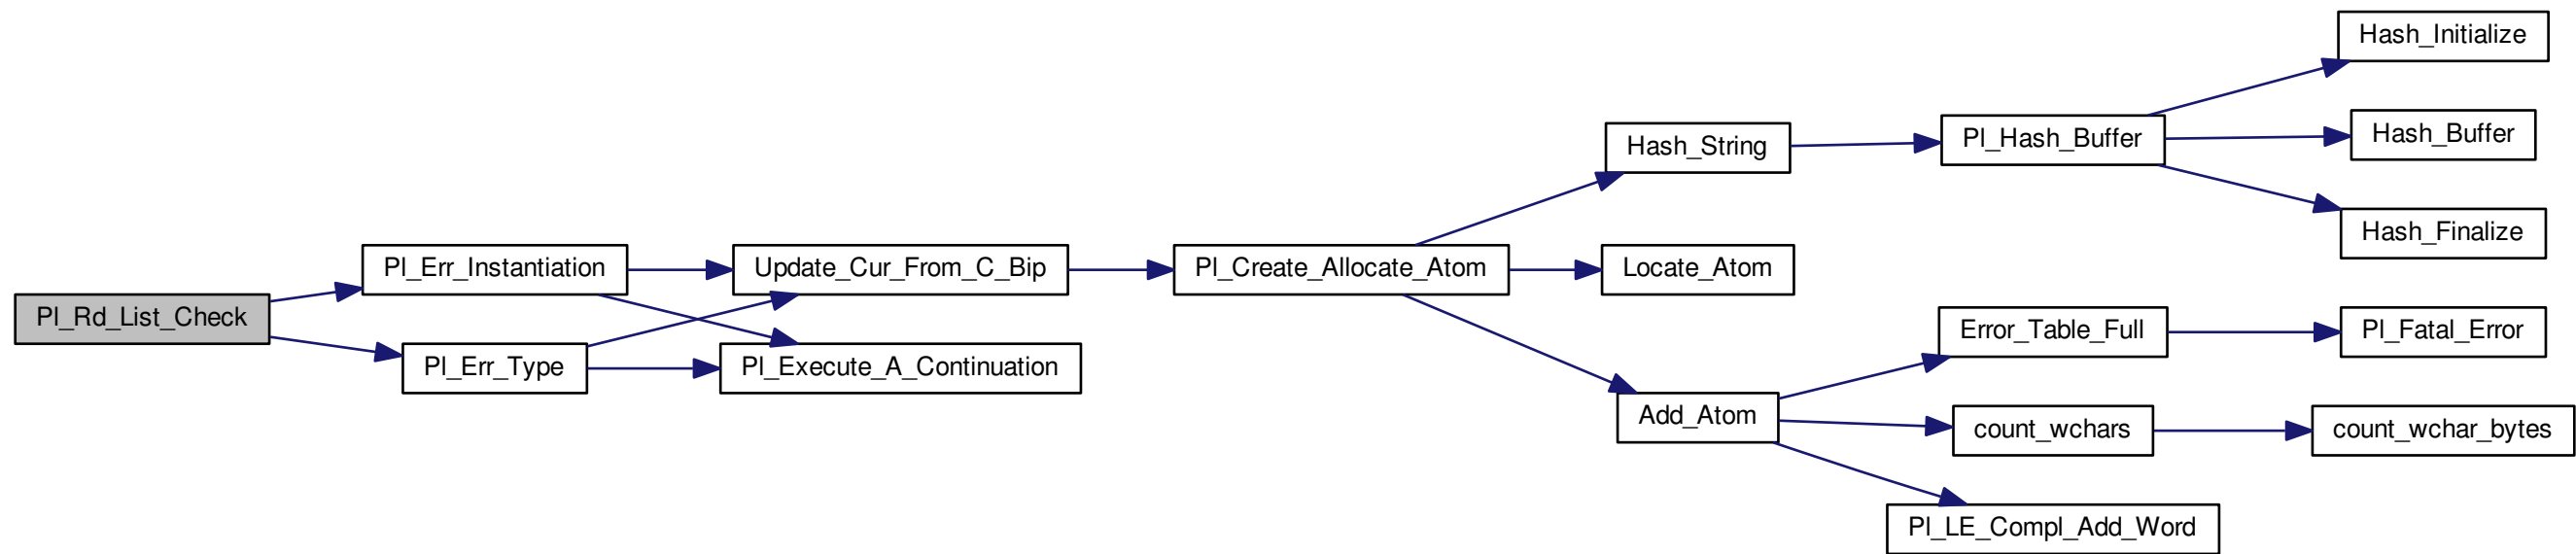 Pl_Rd_List_Check
Pl_Err_Instantiation
Pl_Err_Type
Update_Cur_From_C_Bip
Pl_Execute_A_Continuation
Pl_Create_Allocate_Atom
Hash_String
Locate_Atom
Add_Atom
Pl_Hash_Buffer
Error_Table_Full
count_wchars
Pl_LE_Compl_Add_Word
Hash_Initialize
Hash_Buffer
Hash_Finalize
Pl_Fatal_Error
count_wchar_bytes